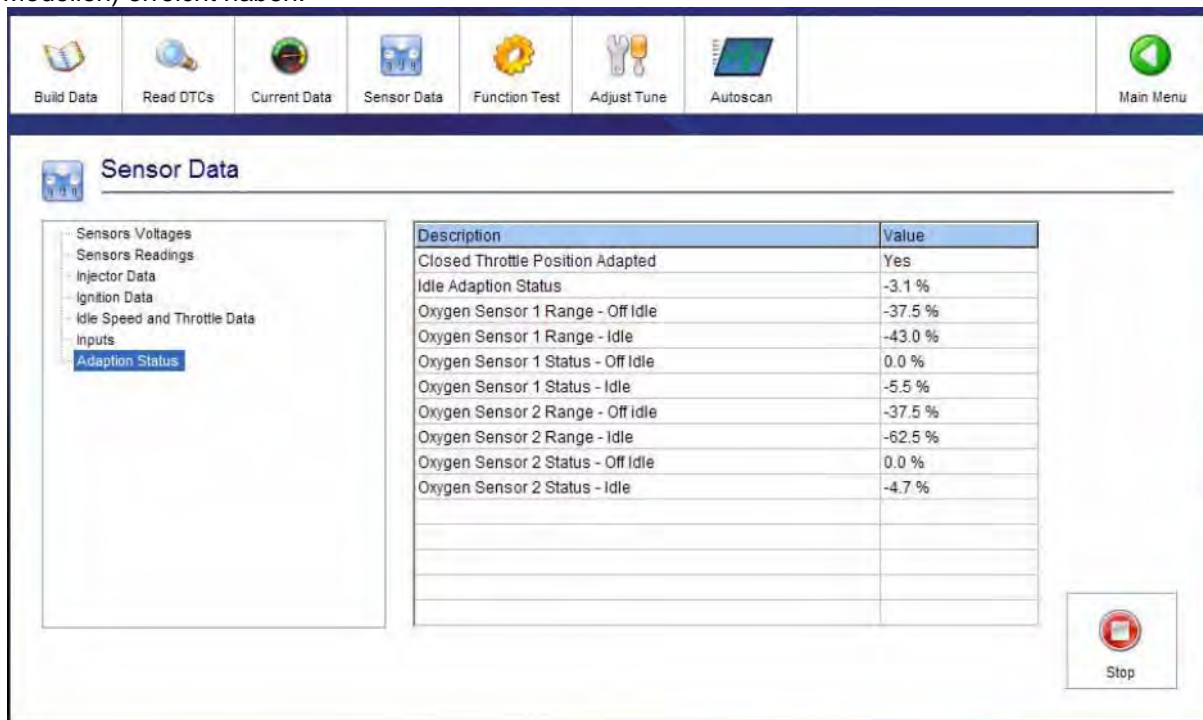 Modellen) erreicht haben.
Build Data Read DTCs Current Data Sensor Data Function Test Adjust Tune Autoscan Main Menu
Sensor Data
Sensors Voltages
Sensors Readings
Injector Data
Ignition Data
Idle Speed and Throttle Data
Inputs
Adaption Status
Description Value
Closed Throttle Position Adapted Yes
Idle Adaption Status -3.1 %
Oxygen Sensor 1 Range - Off Idle -37.5 %
Oxygen Sensor 1 Range - Idle -43.0 %
Oxygen Sensor 1 Status - Off Idle 0.0 %
Oxygen Sensor 1 Status - Idle -5.5 %
Oxygen Sensor 2 Range - Off idle -37.5 %
Oxygen Sensor 2 Range - Idle -62.5 %
Oxygen Sensor 2 Status - Off Idle 0.0 %
Oxygen Sensor 2 Status - Idle -4.7 %
Stop